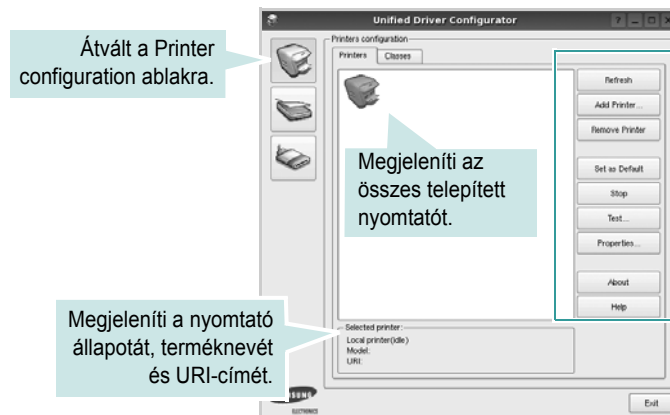 Unified Driver Configurator
Átvált a Printer
configuration ablakra.
Printers configuration
Printers Classes
Refresh
Add Printer...
Remove Printer
Set as Default
Stop
Test...
Properties...
About
Help
Megjeleníti az
összes telepített
nyomtatót.
Megjeleníti a nyomtató
állapotát, terméknevét
és URI-címét.
Selected printer:
Local printer(idle)
Model:
URI:
ELECTRONICS
Exit